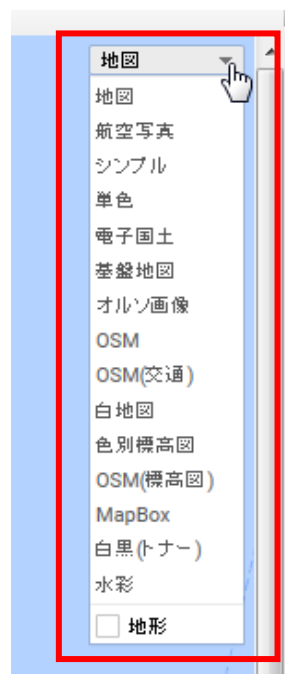 地図
地図
航空写真
シンプル
単色
電子国土
基盤地図
オルソ画像
OSM
OSM(交通)
白地図
色別標高図
OSM(標高図)
MapBox
白黒(トナー)
水彩
地形